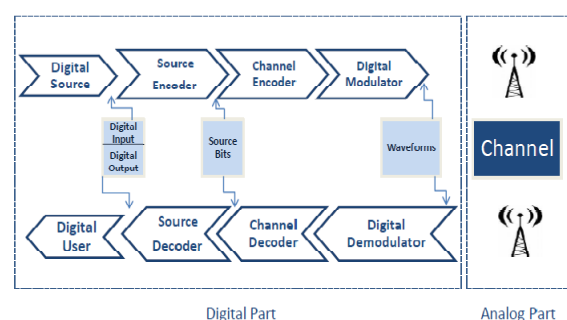 Digital
Source
Source
Encoder
Channel
Encoder
Digital
Modulator
Digital
Input
Digital
Output
Source
Bits
Waveforms
Channel
Digital
User
Source
Decoder
Channel
Decoder
Digital
Demodulator
Digital Part
Analog Part